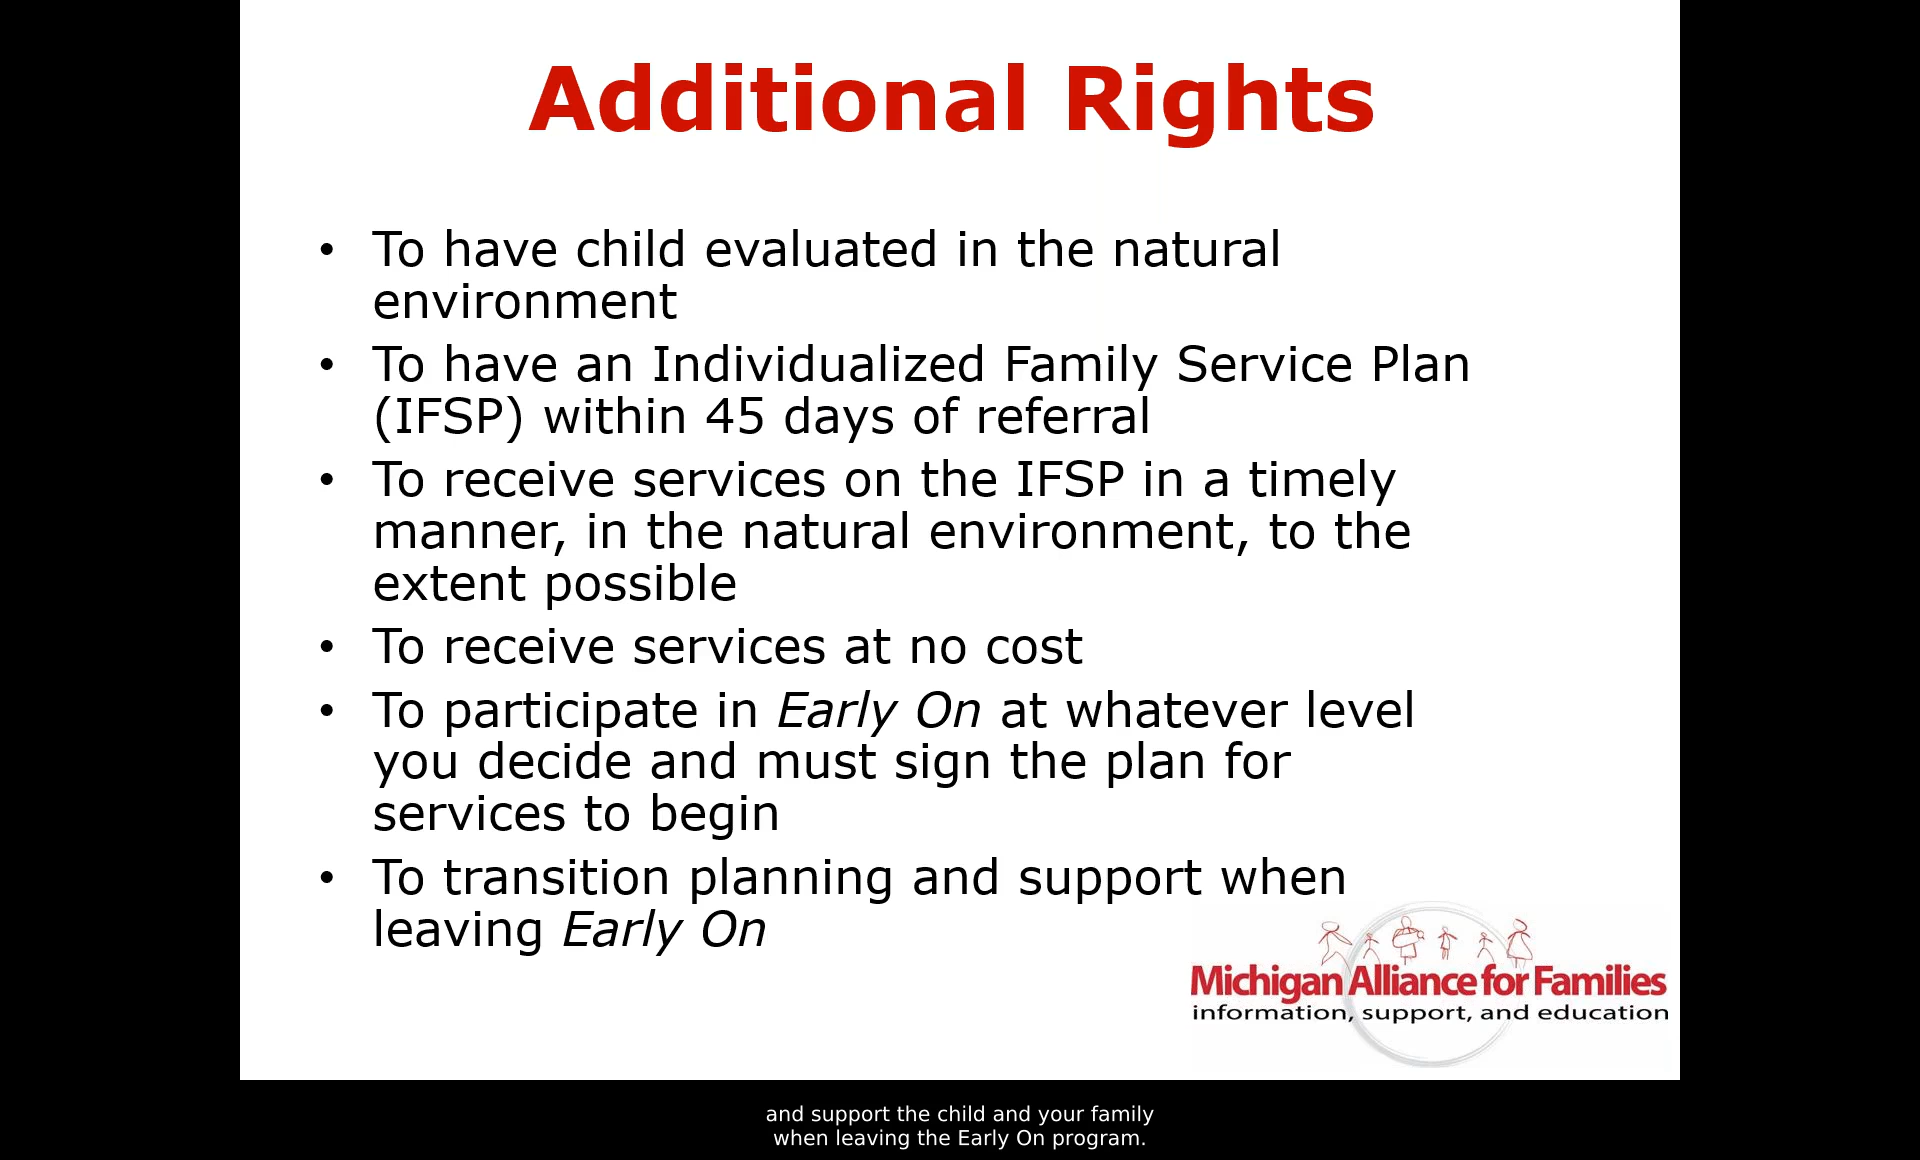 Additional Rights
• To have child evaluated in the natural
environment
• To have an Individualized Family Service Plan
(IFSP) within 45 days of referral
• To receive services on the IFSP in a timely
manner, in the natural environment, to the
extent possible
• To receive services at no cost
• To participate in Early On at whatever level
you decide and must sign the plan for
services to begin
• To transition planning and support when
leaving Early On
Michigan Alliance for Families
information, support, and education
and support the child and your family
when leaving the Early On program.